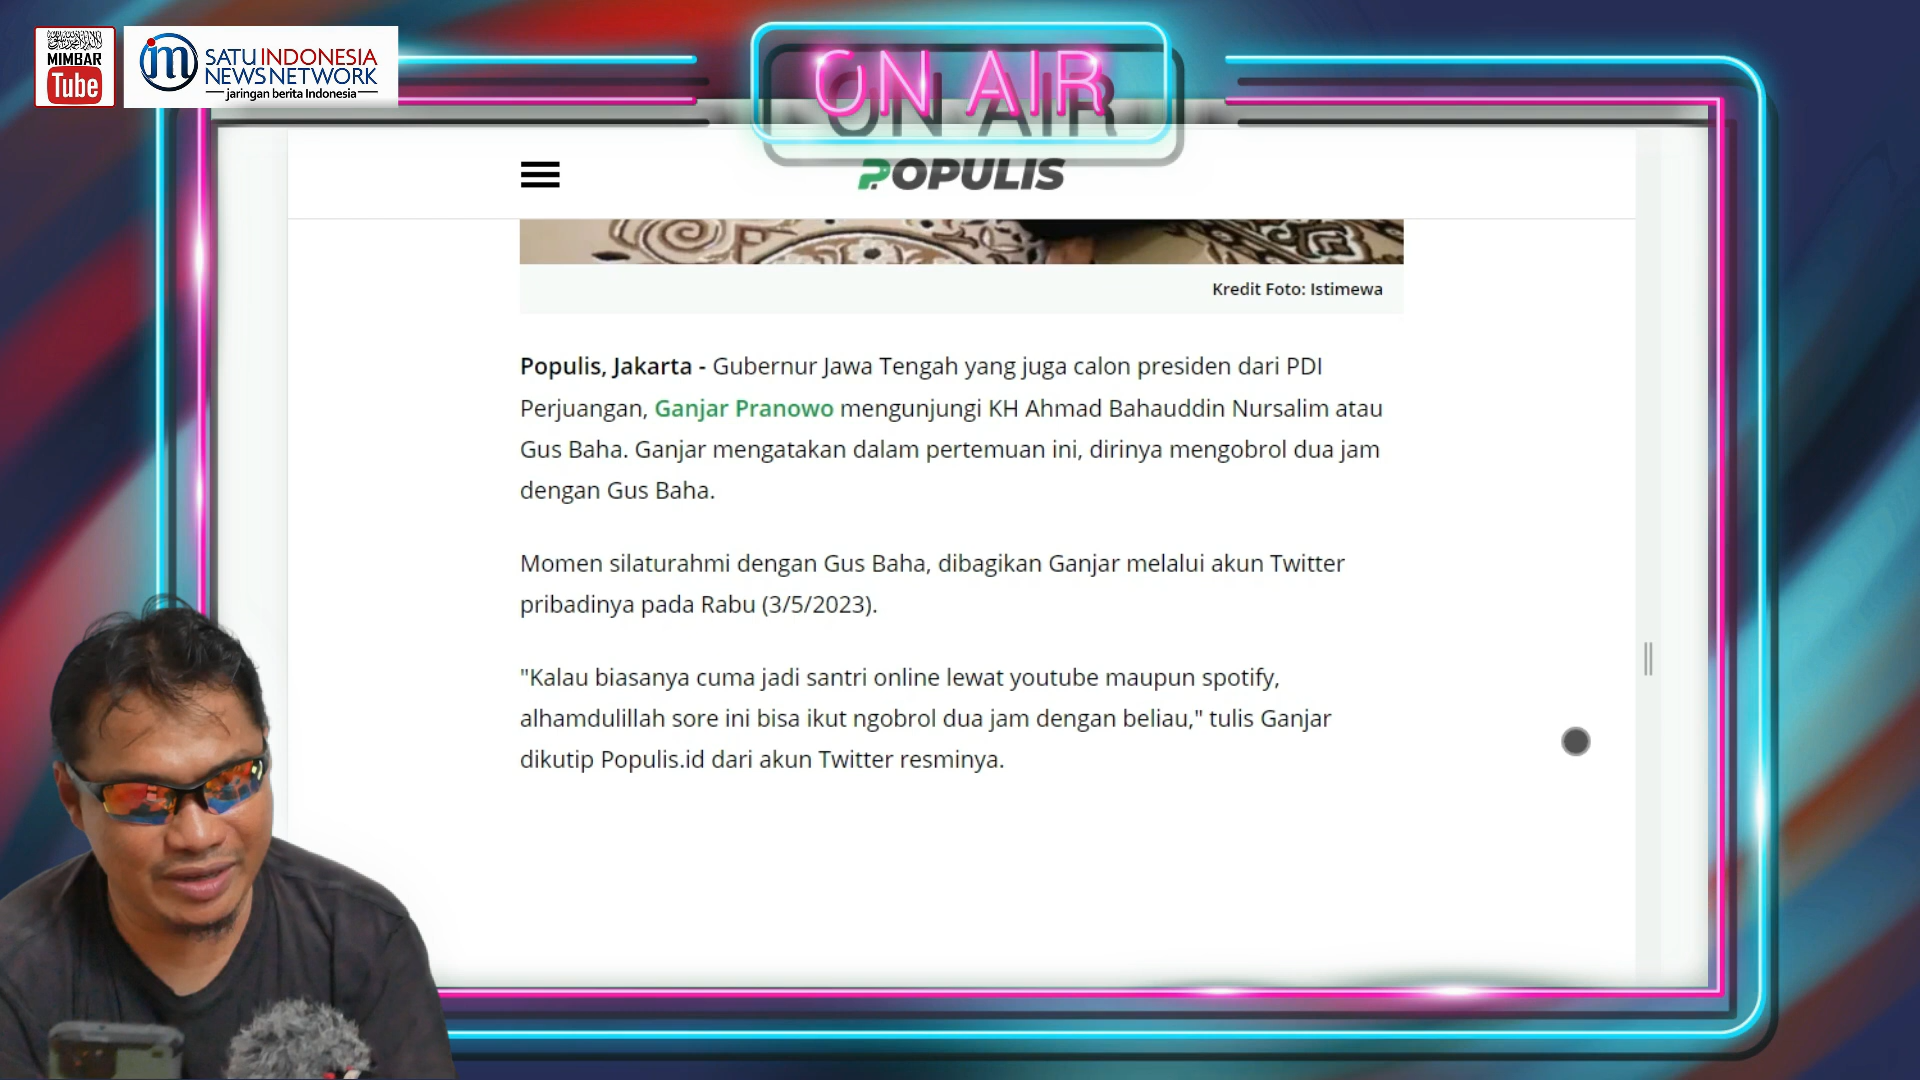 MIMBAR
Tube
SATU INDONESIA
NEWS NETWORK
jaringan berita Indonesia
ON AIR
POPULIS
Kredit Foto: Istimewa
Populis, Jakarta - Gubernur Jawa Tengah yang juga calon presiden dari PDI
Perjuangan, Ganjar Pranowo mengunjungi KH Ahmad Bahauddin Nursalim atau
Gus Baha. Ganjar mengatakan dalam pertemuan ini, dirinya mengobrol dua jam
dengan Gus Baha.
Momen silaturahmi dengan Gus Baha, dibagikan Ganjar melalui akun Twitter
pribadinya pada Rabu (3/5/2023).
"Kalau biasanya cuma jadi santri online lewat youtube maupun spotify,
alhamdulillah sore ini bisa ikut ngobrol dua jam dengan beliau," tulis Ganjar
dikutip Populis.id dari akun Twitter resminya.